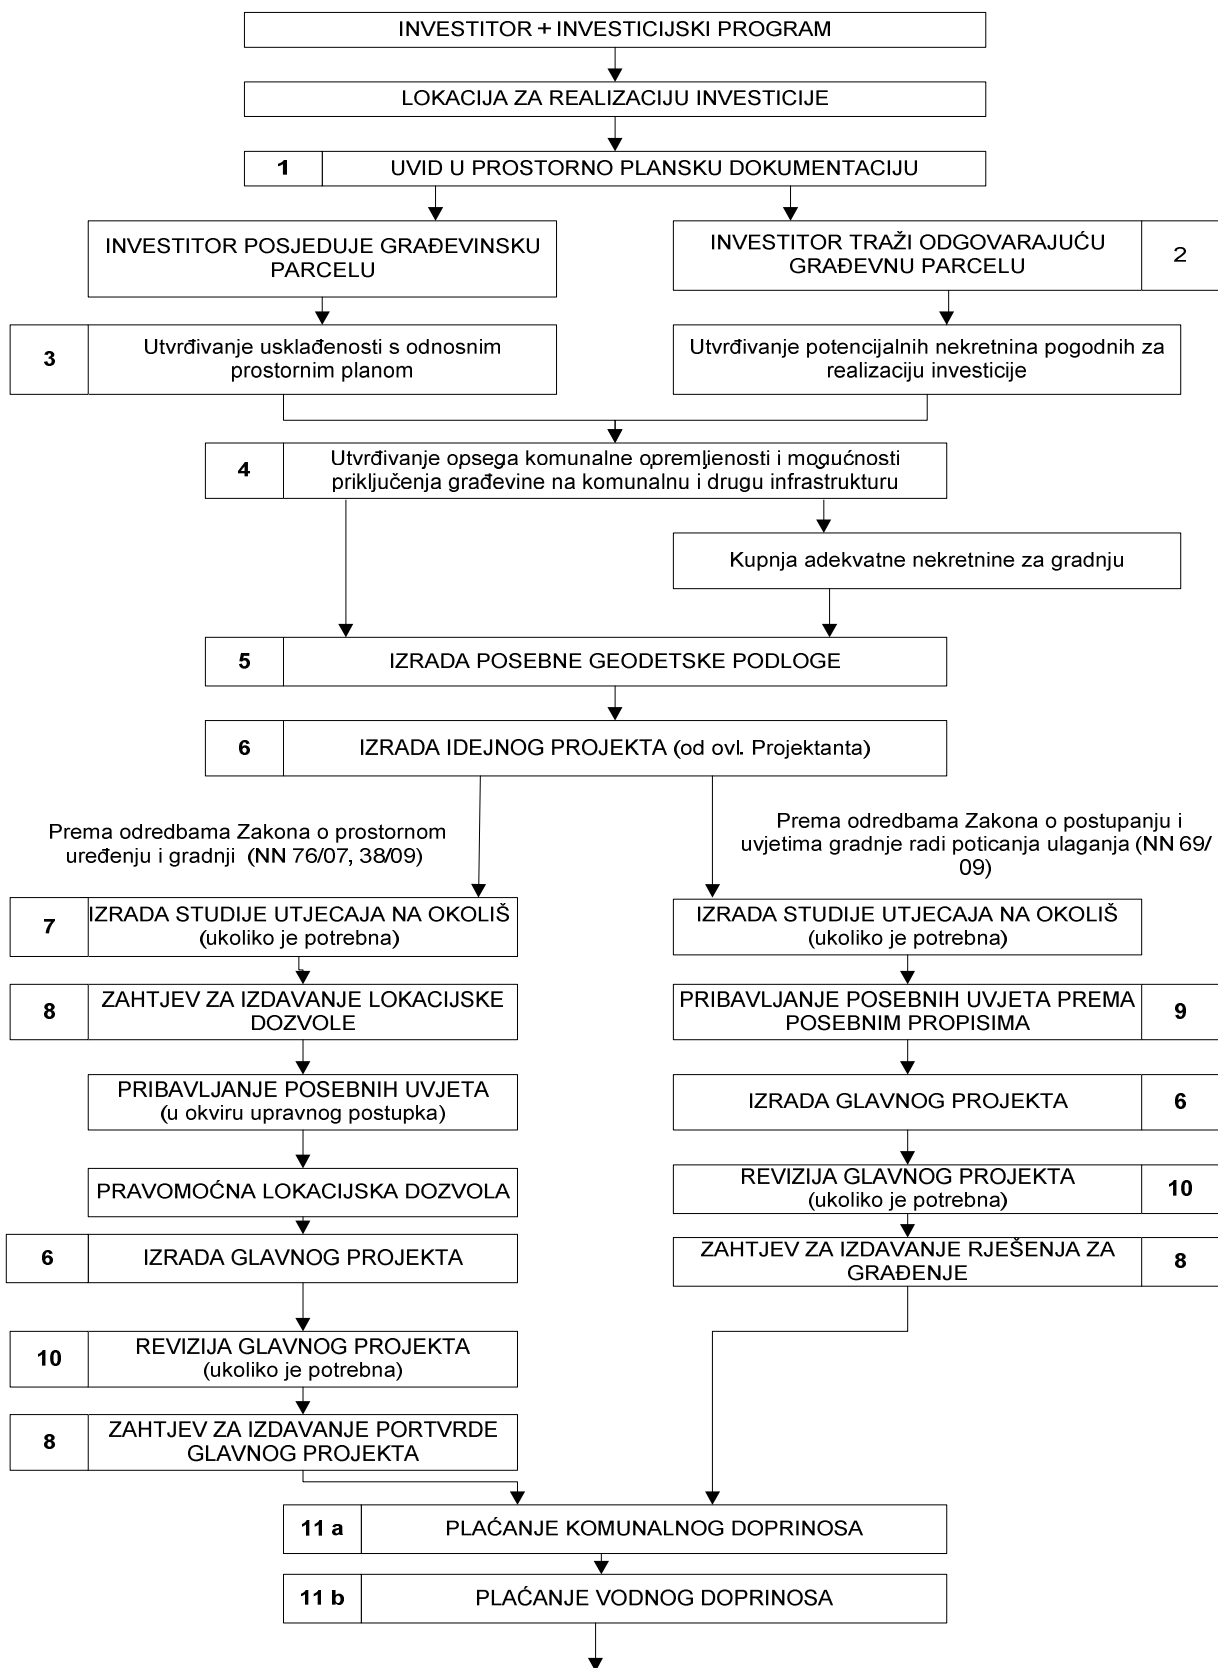 INVESTITOR + INVESTICIJSKI PROGRAM
LOKACIJA ZA REALIZACIJU INVESTICIJE
1 UVID U PROSTORNO PLANSKU DOKUMENTACIJU
INVESTITOR POSJEDUJE GRAĐEVINSKU
PARCELU
INVESTITOR TRAŽI ODGOVARAJUĆU
GRAĐEVNU PARCELU
2
3
Utvrđivanje usklađenosti s odnosnim
prostornim planom
Utvrđivanje potencijalnih nekretnina pogodnih za
realizaciju investicije
4
Utvrđivanje opsega komunalne opremljenosti i mogućnosti
priključenja građevine na komunalnu i drugu infrastrukturu
Kupnja adekvatne nekretnine za gradnju
5 IZRADA POSEBNE GEODETSKE PODLOGE
6 IZRADA IDEJNOG PROJEKTA (od ovl. Projektanta)
Prema odredbama Zakona o prostornom
uređenju i gradnji (NN 76/07, 38/09)
Prema odredbama Zakona o postupanju i
uvjetima gradnje radi poticanja ulaganja (NN 69/
09)
7
IZRADA STUDIJE UTJECAJA NA OKOLIŠ
(ukoliko je potrebna)
IZRADA STUDIJE UTJECAJA NA OKOLIŠ
(ukoliko je potrebna)
8
ZAHTJEV ZA IZDAVANJE LOKACIJSKE
DOZVOLE
PRIBAVLJANJE POSEBNIH UVJETA PREMA
POSEBNIM PROPISIMA
9
PRIBAVLJANJE POSEBNIH UVJETA
(u okviru upravnog postupka)
IZRADA GLAVNOG PROJEKTA 6
PRAVOMOĆNA LOKACIJSKA DOZVOLA
REVIZIJA GLAVNOG PROJEKTA
(ukoliko je potrebna)
10
6 IZRADA GLAVNOG PROJEKTA
ZAHTJEV ZA IZDAVANJE RJEŠENJA ZA
GRAĐENJE
8
10
REVIZIJA GLAVNOG PROJEKTA
(ukoliko je potrebna)
8
ZAHTJEV ZA IZDAVANJE PORTVRDE
GLAVNOG PROJEKTA
11 a PLAĆANJE KOMUNALNOG DOPRINOSA
11 b PLAĆANJE VODNOG DOPRINOSA